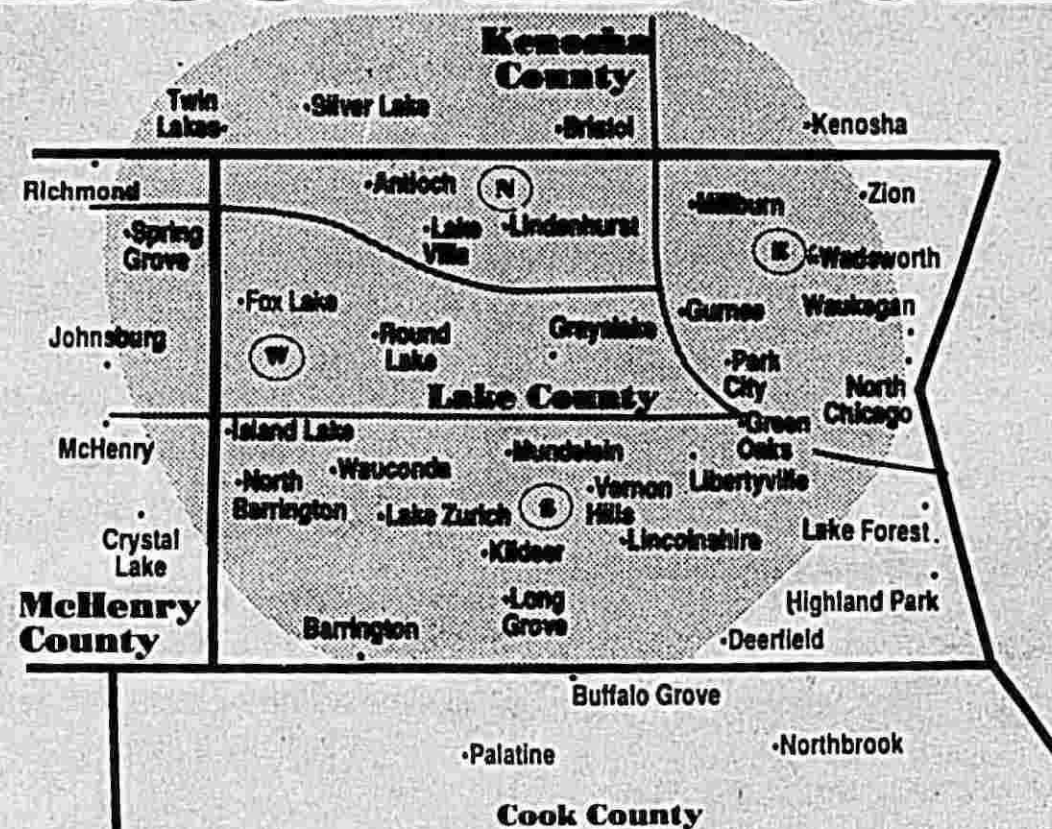 Kenosha
County
Twin
Lakes
Silver Lake
Bristol
Kenosha
Richmond
Antioch
N
Millburn
Zion
Spring
Grove
Lake
Villa
Lindenhurst
E
Wadsworth
Fox Lake
Gurnee
Waukegan
Johnsburg
W
Round
Lake
Grayslake
Park
City
North
Chicago
Lake County
McHenry
Island Lake
Green
Oaks
Mundelein
Wauconda
North
Barrington
Libertyville
Vernon
Hills
S
Lake Zurich
Crystal
Lake
Kildeer
Lincolnshire
Lake Forest
McHenry
County
Long
Grove
Highland Park
Barrington
Deerfield
Buffalo Grove
Palatine
Northbrook
Cook County